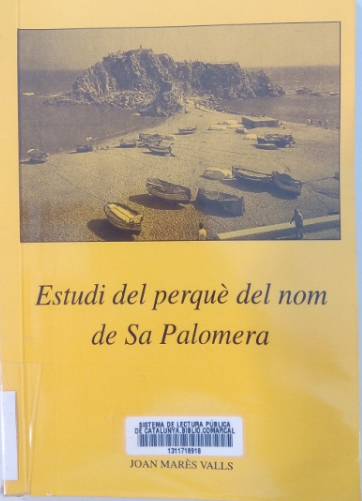 Estudi del perquè del nom
de Sa Palomera
SISTEMA DE LECTURA PÚBLICA
DE CATALUNYA.BIBLIO.COMARCAL
1311718918
JOAN MARÈS VALLS